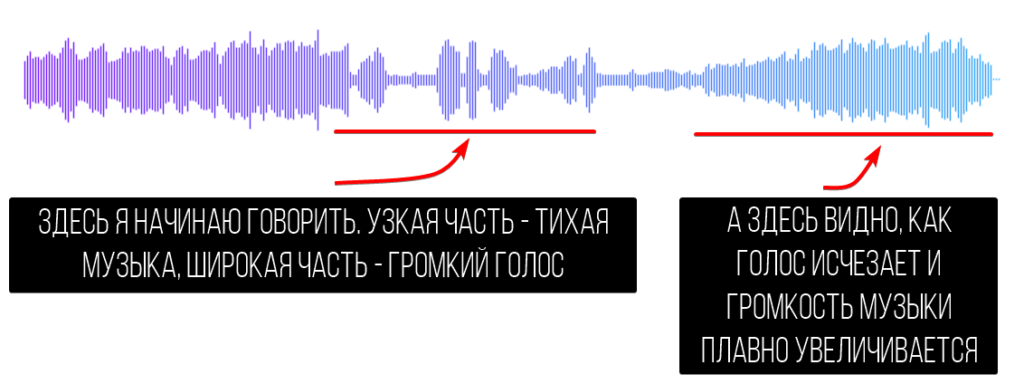 ЗДЕСЬ Я НАЧИНАЮ ГОВОРИТЬ. УЗКАЯ ЧАСТЬ - ТИХАЯ
МУЗЫКА, ШИРОКАЯ ЧАСТЬ - ГРОМКИЙ ГОЛОС
А ЗДЕСЬ ВИДНО, КАК
ГОЛОС ИСЧЕЗАЕТ И
ГРОМКОСТЬ МУЗЫКИ
ПЛАВНО УВЕЛИЧИВАЕТСЯ